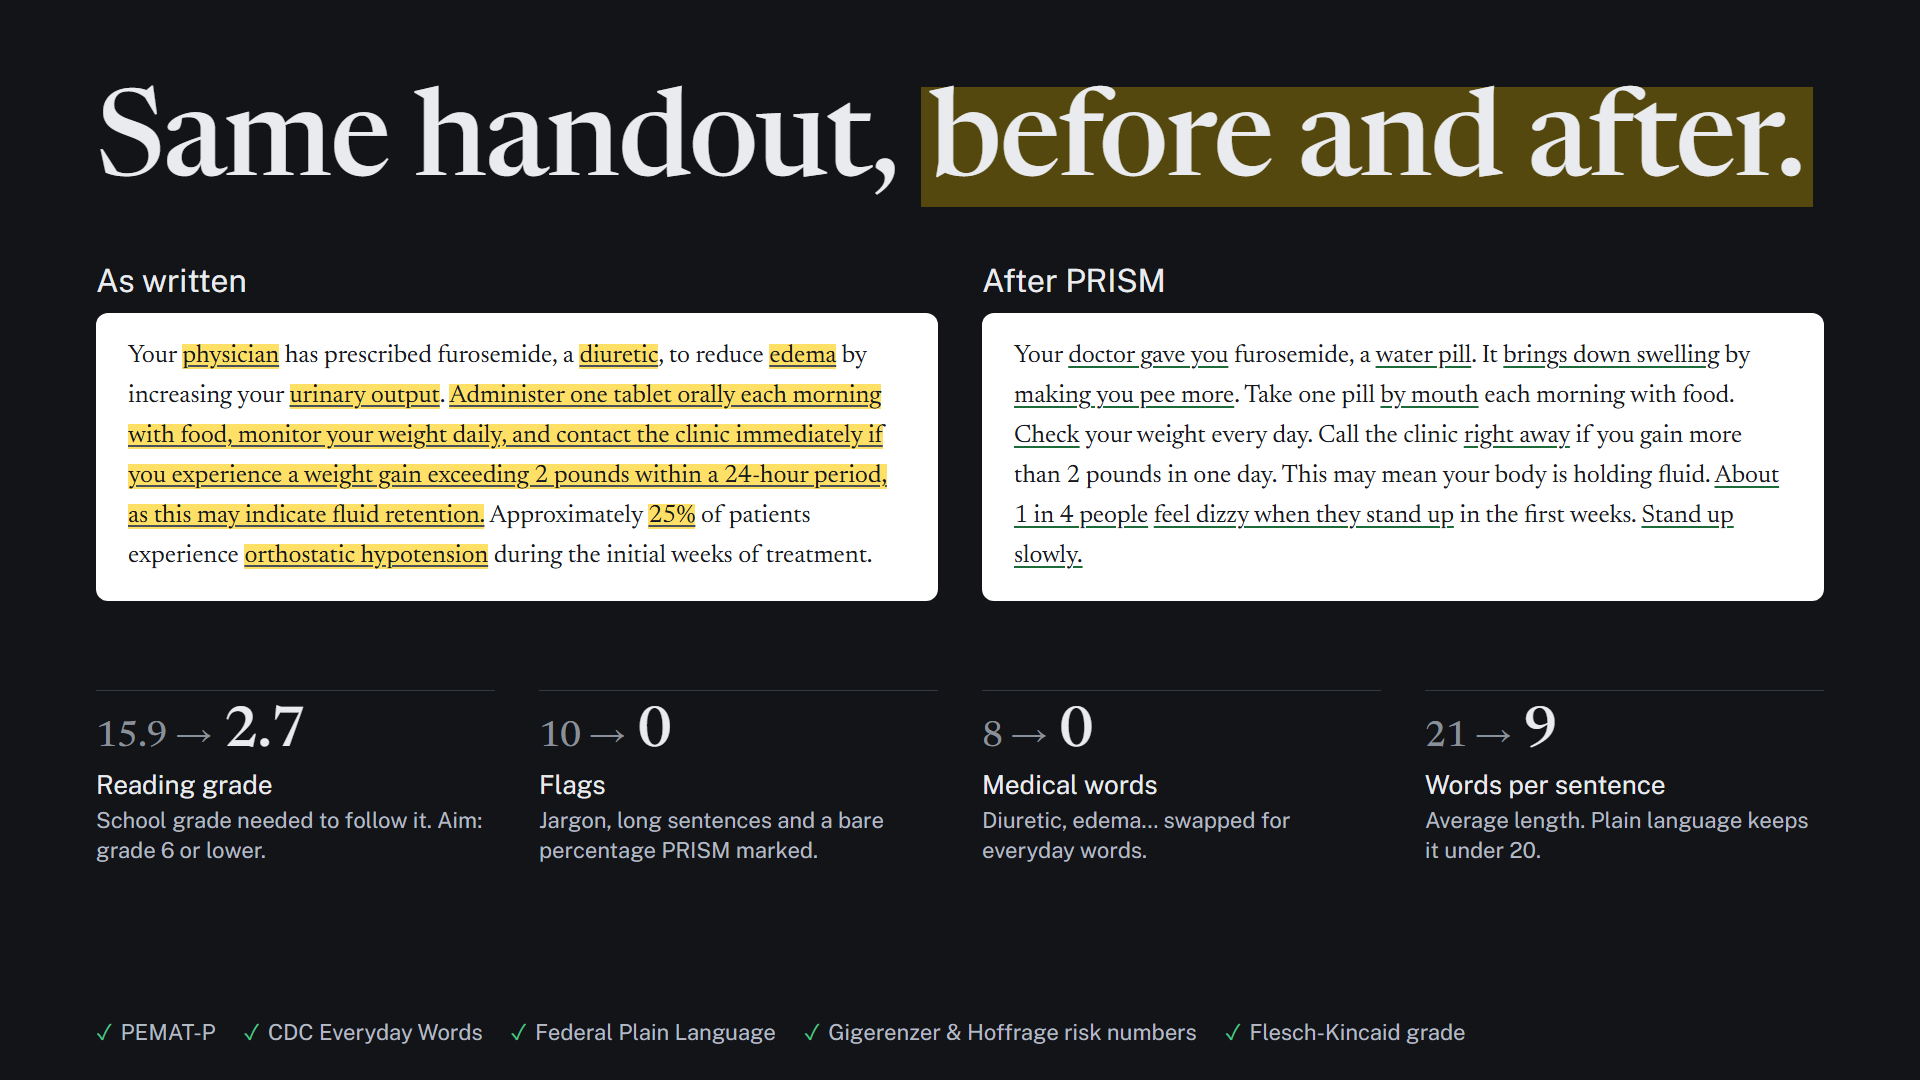 Same handout, before and after.
As written
Your physician has prescribed furosemide, a diuretic, to reduce edema by
increasing your urinary output. Administer one tablet orally each morning
with food, monitor your weight daily, and contact the clinic immediately if
you experience a weight gain exceeding 2 pounds within a 24-hour period,
as this may indicate fluid retention. Approximately 25% of patients
experience orthostatic hypotension during the initial weeks of treatment.
After PRISM
Your doctor gave you furosemide, a water pill. It brings down swelling by
making you pee more. Take one pill by mouth each morning with food.
Check your weight every day. Call the clinic right away if you gain more
than 2 pounds in one day. This may mean your body is holding fluid. About
1 in 4 people feel dizzy when they stand up in the first weeks. Stand up
slowly.
15.9 → 2.7
Reading grade
School grade needed to follow it. Aim:
grade 6 or lower.
10 → 0
Flags
Jargon, long sentences and a bare
percentage PRISM marked.
8 → 0
Medical words
Diuretic, edema... swapped for
everyday words.
21 → 9
Words per sentence
Average length. Plain language keeps
it under 20.
✓ PEMAT-P ✓ CDC Everyday Words ✓ Federal Plain Language ✓ Gigerenzer & Hoffrage risk numbers ✓ Flesch-Kincaid grade